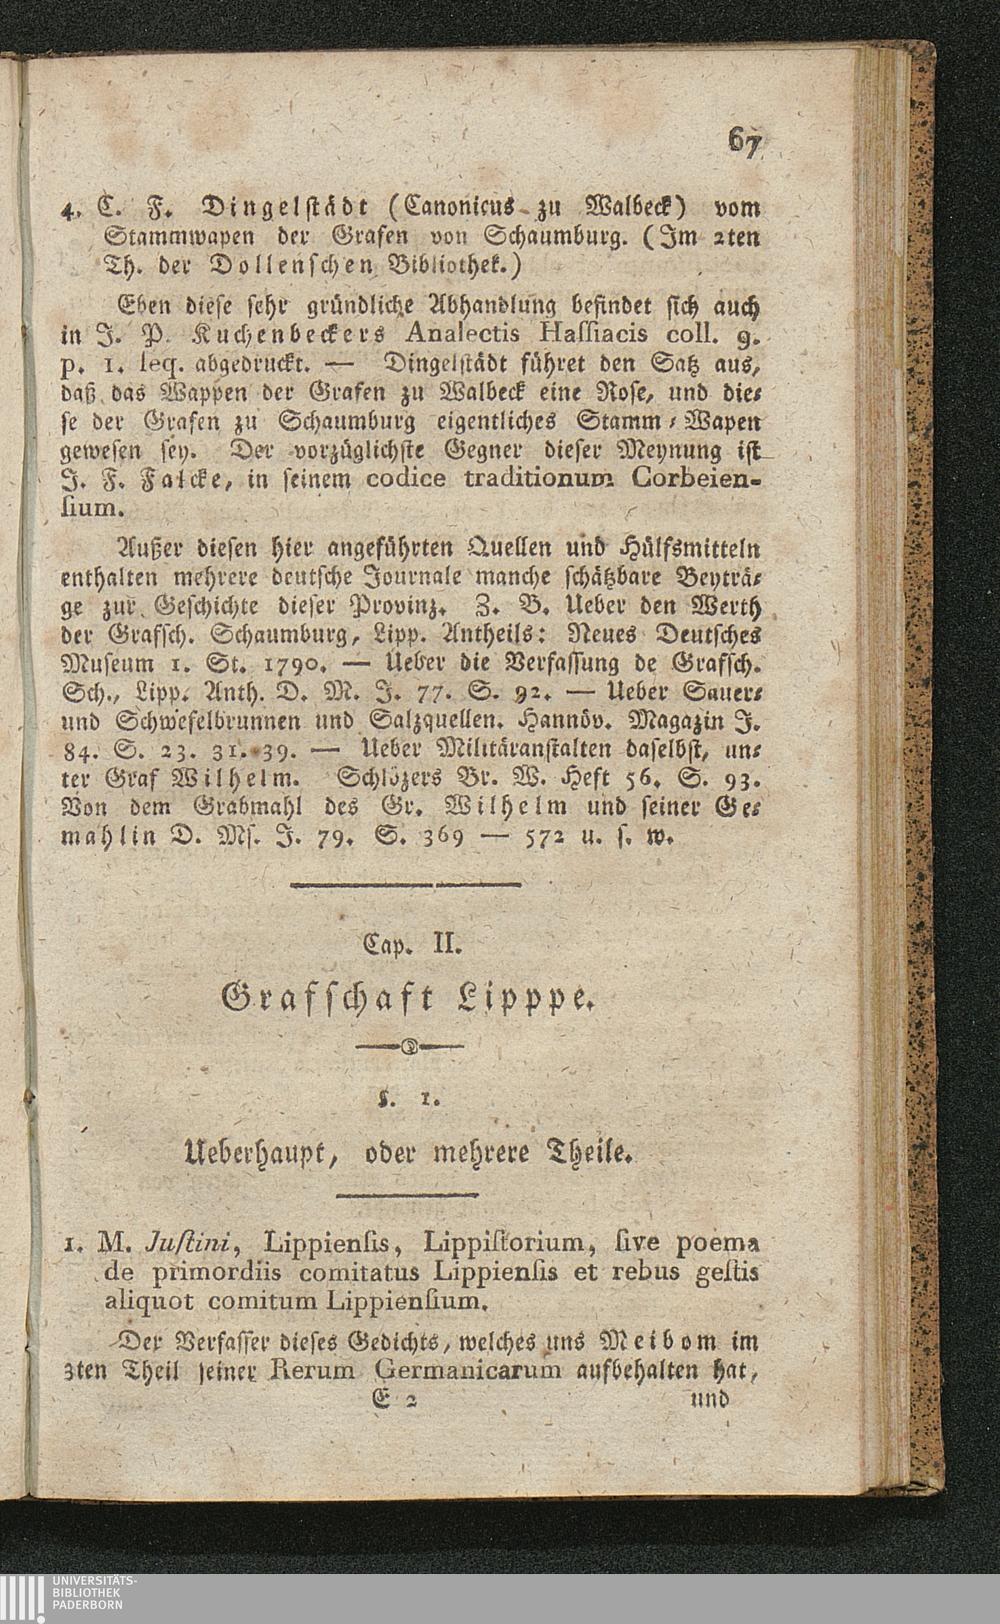 67
4. C. F. Dingelstädt (Canonicus zu Walbeck) vom
Stammwapen der Grafen von Schaumburg. (Im 2ten
Th. der Dollenschen Bibliothek.)
Eben diese sehr gründliche Abhandlung befindet sich auch
in J. P. Kuchenbeckers Analectis Haſſiacis coll. 9.
p. 1. ſeq. abgedruckt. — Dingelstädt führet den Satz aus,
daß das Wappen der Grafen zu Walbeck eine Rose, und die-
se der Grafen zu Schaumburg eigentliches Stamm-Wapen
gewesen sey. Der vorzüglichste Gegner dieser Meynung ist
J. F. Falcke, in seinem codice traditionum Corbeien-
ſium.
Außer diesen hier angeführten Quellen und Hülfsmitteln
enthalten mehrere deutsche Journale manche schätzbare Beyträ-
ge zur Geschichte dieser Provinz. Z. B. Ueber den Werth
der Grafsch. Schaumburg, Lipp. Antheils: Neues Deutsches
Museum 1. St. 1790. — Ueber die Verfassung de Grafsch.
Sch., Lipp. Anth. D. M. J. 77. S. 92. — Ueber Sauer-
und Schwefelbrunnen und Salzquellen. Hannöv. Magazin J.
84. S. 23. 31. 39. — Ueber Militäranstalten daselbst, un-
ter Graf Wilhelm. Schlözers Br. W. Heft 56. S. 93.
Von dem Grabmahl des Gr. Wilhelm und seiner Ge-
mahlin D. Ms. J. 79. S. 369 — 572 u. s. w.
Cap. II.
Grafschaft Lipppe.
§. 1.
Ueberhaupt, oder mehrere Theile.
1. M. Juſtini, Lippienſis, Lippiſtorium, ſive poema
de primordiis comitatus Lippienſis et rebus geſtis
aliquot comitum Lippienſium.
Der Verfasser dieses Gedichts, welches uns Meibom im
3ten Theil seiner Rerum Germanicarum aufbehalten hat,
E 2 und
UNIVERSITÄTS-
BIBLIOTHEK
PADERBORN